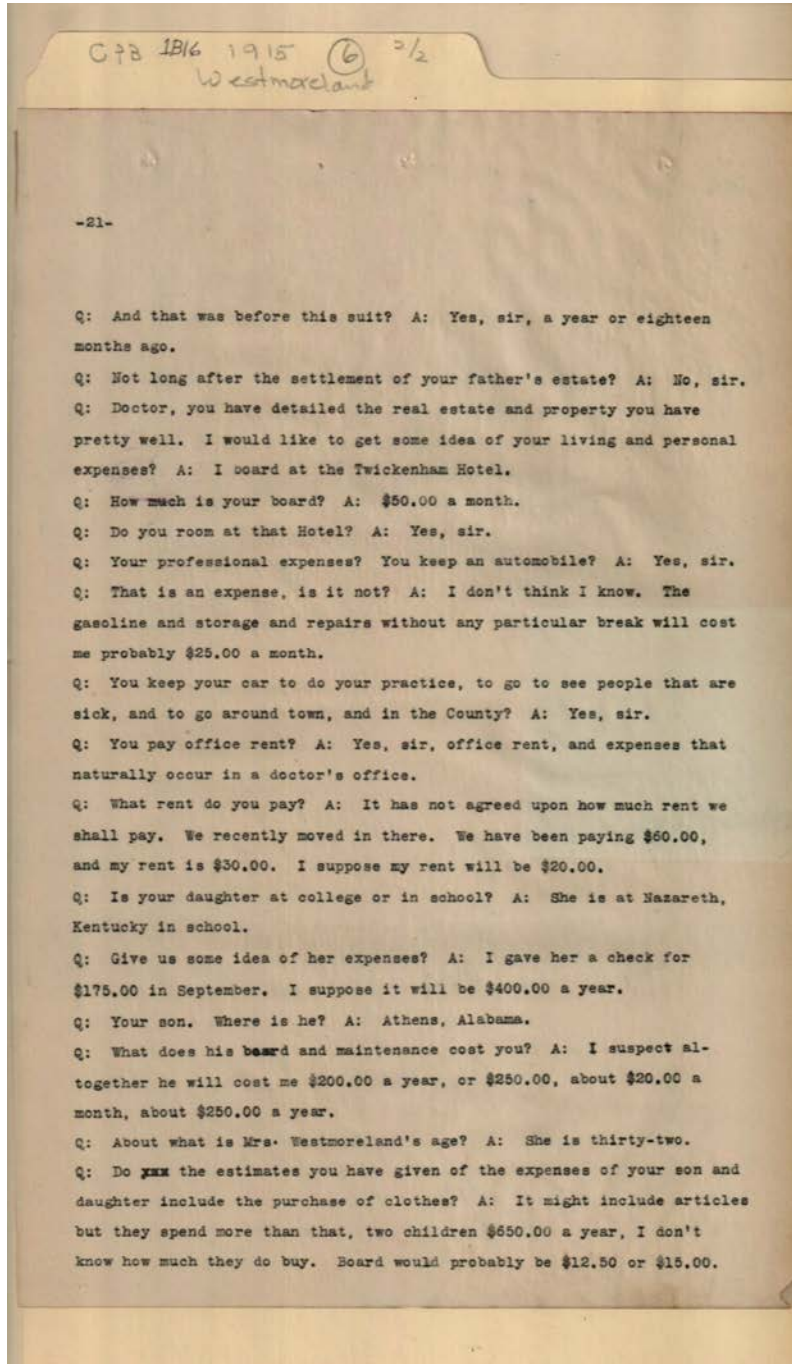 C&B 1B16 1915 6 2/2
Westmoreland
-21-
Q: And that was before this suit? A: Yes, sir, a year or eighteen
months ago.
Q: Not long after the settlement of your father's estate? A: No, sir.
Q: Doctor, you have detailed the real estate and property you have
pretty well. I would like to get some idea of your living and personal
expenses? A: I board at the Twickenham Hotel.
Q: How much is your board? A: $50.00 a month.
Q: Do you room at that Hotel? A: Yes, sir.
Q: Your professional expenses? You keep an automobile? A: Yes, sir.
Q: That is an expense, is it not? A: I don't think I know. The
gasoline and storage and repairs without any particular break will cost
me probably $25.00 a month.
Q: You keep your car to do your practice, to go to see people that are
sick, and to go around town, and in the County? A: Yes, sir.
Q: You pay office rent? A: Yes, sir, office rent, and expenses that
naturally occur in a doctor's office.
Q: What rent do you pay? A: It has not agreed upon how much rent we
shall pay. We recently moved in there. We have been paying $60.00,
and my rent is $30.00. I suppose my rent will be $20.00.
Q: Is your daughter at college or in school? A: She is at Nazareth,
Kentucky in school.
Q: Give us some idea of her expenses? A: I gave her a check for
$175.00 in September. I suppose it will be $400.00 a year.
Q: Your son. Where is he? A: Athens, Alabama.
Q: What does his board and maintenance cost you? A: I suspect al-
together he will cost me $200.00 a year, or $250.00, about $20.00 a
month, about $250.00 a year.
Q: About what is Mrs. Westmoreland's age? A: She is thirty-two.
Q: Do xxx the estimates you have given of the expenses of your son and
daughter include the purchase of clothes? A: It might include articles
but they spend more than that, two children $650.00 a year, I don't
know how much they do buy. Board would probably be $12.50 or $15.00.